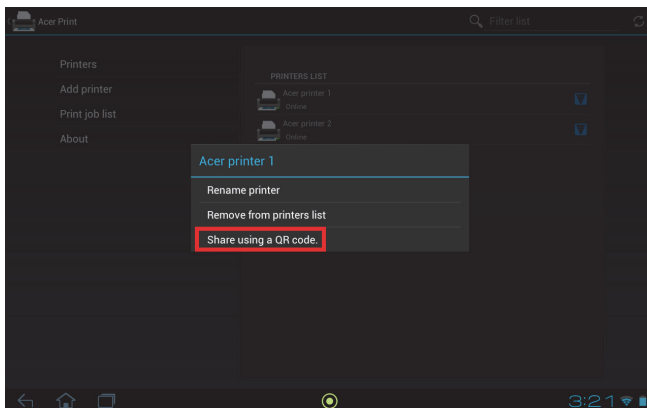 Acer Print
Filter list
Printers
Add printer
Print job list
About
PRINTERS LIST
Acer printer 1
Online
Acer printer 2
Online
Acer printer 1
Rename printer
Remove from printers list
Share using a QR code.
3:21